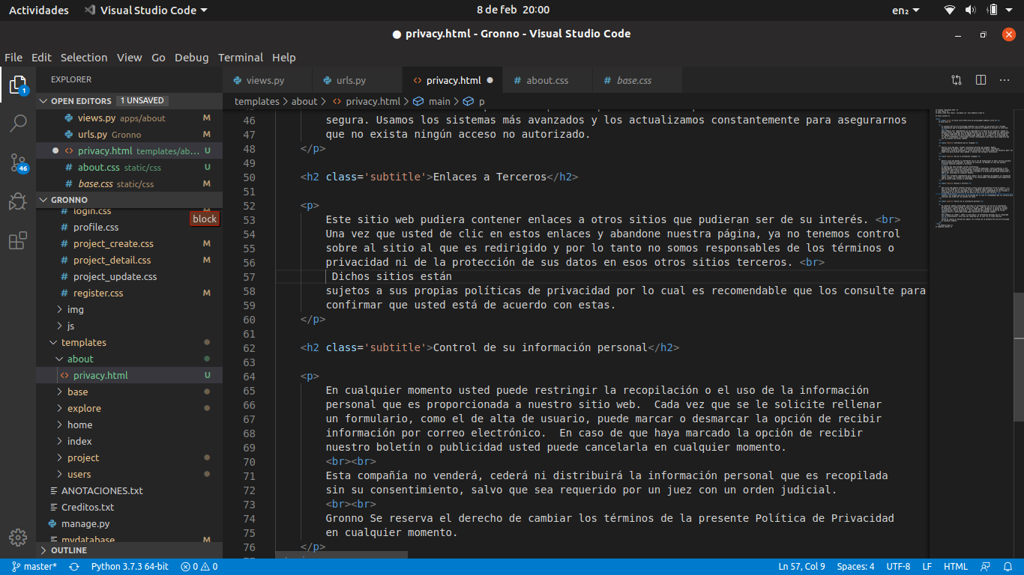 Actividades Visual Studio Code 8 de feb 20:00 en₂
privacy.html - Gronno - Visual Studio Code
File Edit Selection View Go Debug Terminal Help
EXPLORER
views.py urls.py privacy.html about.css base.css
OPEN EDITORS 1 UNSAVED
templates > about > privacy.html > main > p
views.py apps/about M
urls.py Gronno M
privacy.html templates/ab... U
about.css static/css U
base.css static/css M
GRONNO
login.css M
block
profile.css
project_create.css M
project_detail.css M
project_update.css
register.css M
img
js
templates
about
privacy.html U
base
explore
home
index
project
users
ANOTACIONES.txt
Creditos.txt
manage.py
mydatabase M
OUTLINE
46 segura. Usamos los sistemas más avanzados y los actualizamos constantemente para asegurarnos
47 que no exista ningún acceso no autorizado.
48 </p>
49
50 <h2 class='subtitle'>Enlaces a Terceros</h2>
51
52 <p>
53 Este sitio web pudiera contener enlaces a otros sitios que pudieran ser de su interés. <br>
54 Una vez que usted de clic en estos enlaces y abandone nuestra página, ya no tenemos control
55 sobre al sitio al que es redirigido y por lo tanto no somos responsables de los términos o
56 privacidad ni de la protección de sus datos en esos otros sitios terceros. <br>
57 Dichos sitios están
58 sujetos a sus propias políticas de privacidad por lo cual es recomendable que los consulte para
59 confirmar que usted está de acuerdo con estas.
60 </p>
61
62 <h2 class='subtitle'>Control de su información personal</h2>
63
64 <p>
65 En cualquier momento usted puede restringir la recopilación o el uso de la información
66 personal que es proporcionada a nuestro sitio web.  Cada vez que se le solicite rellenar
67 un formulario, como el de alta de usuario, puede marcar o desmarcar la opción de recibir
68 información por correo electrónico.  En caso de que haya marcado la opción de recibir
69 nuestro boletín o publicidad usted puede cancelarla en cualquier momento.
70 <br><br>
71 Esta compañía no venderá, cederá ni distribuirá la información personal que es recopilada
72 sin su consentimiento, salvo que sea requerido por un juez con un orden judicial.
73 <br><br>
74 Gronno Se reserva el derecho de cambiar los términos de la presente Política de Privacidad
75 en cualquier momento.
76 </p>
1
46
master* Python 3.7.3 64-bit 0 0 Ln 57, Col 9 Spaces: 4 UTF-8 LF HTML